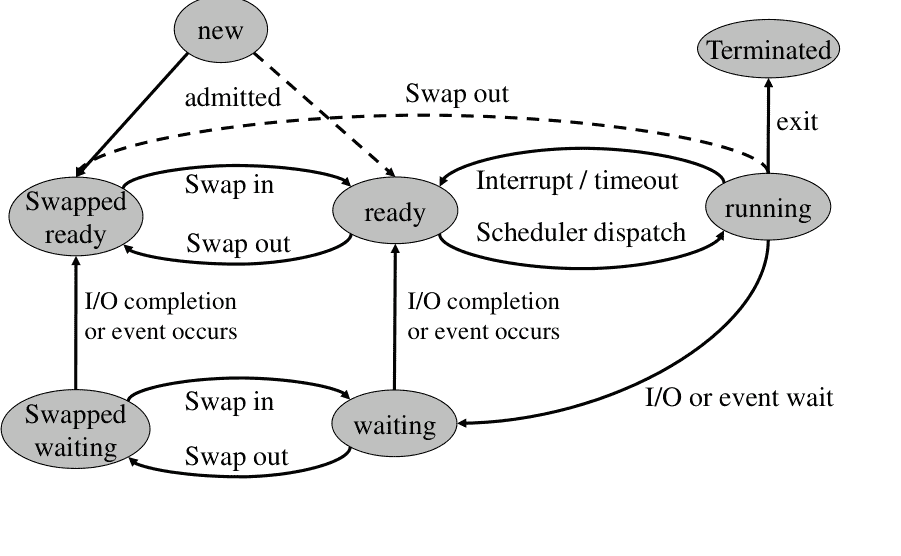 new
Terminated
admitted
Swap out
exit
Swap in
Interrupt / timeout
Swapped
ready
ready
running
Swap out
Scheduler dispatch
I/O completion
or event occurs
I/O completion
or event occurs
Swapped
waiting
Swap in
waiting
I/O or event wait
Swap out